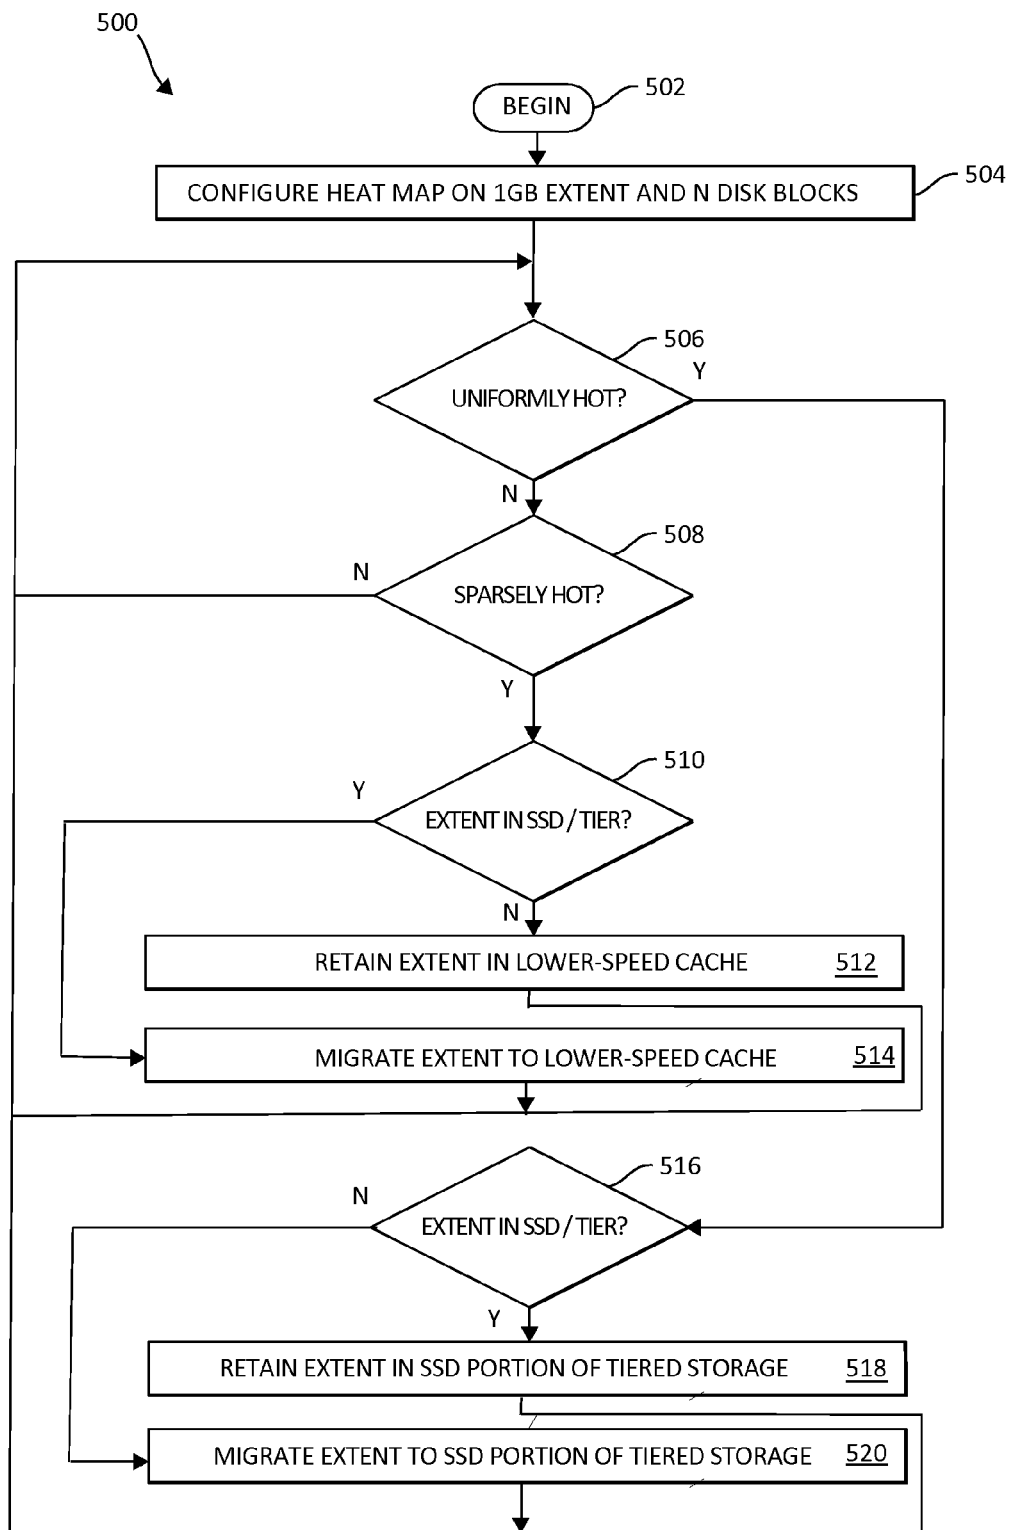 500
BEGIN
502
CONFIGURE HEAT MAP ON 1GB EXTENT AND N DISK BLOCKS
504
506
Y
UNIFORMLY HOT?
N
508
N
SPARSELY HOT?
Y
510
Y
EXTENT IN SSD / TIER?
N
RETAIN EXTENT IN LOWER-SPEED CACHE 512
MIGRATE EXTENT TO LOWER-SPEED CACHE 514
516
N
EXTENT IN SSD / TIER?
Y
RETAIN EXTENT IN SSD PORTION OF TIERED STORAGE 518
MIGRATE EXTENT TO SSD PORTION OF TIERED STORAGE 520